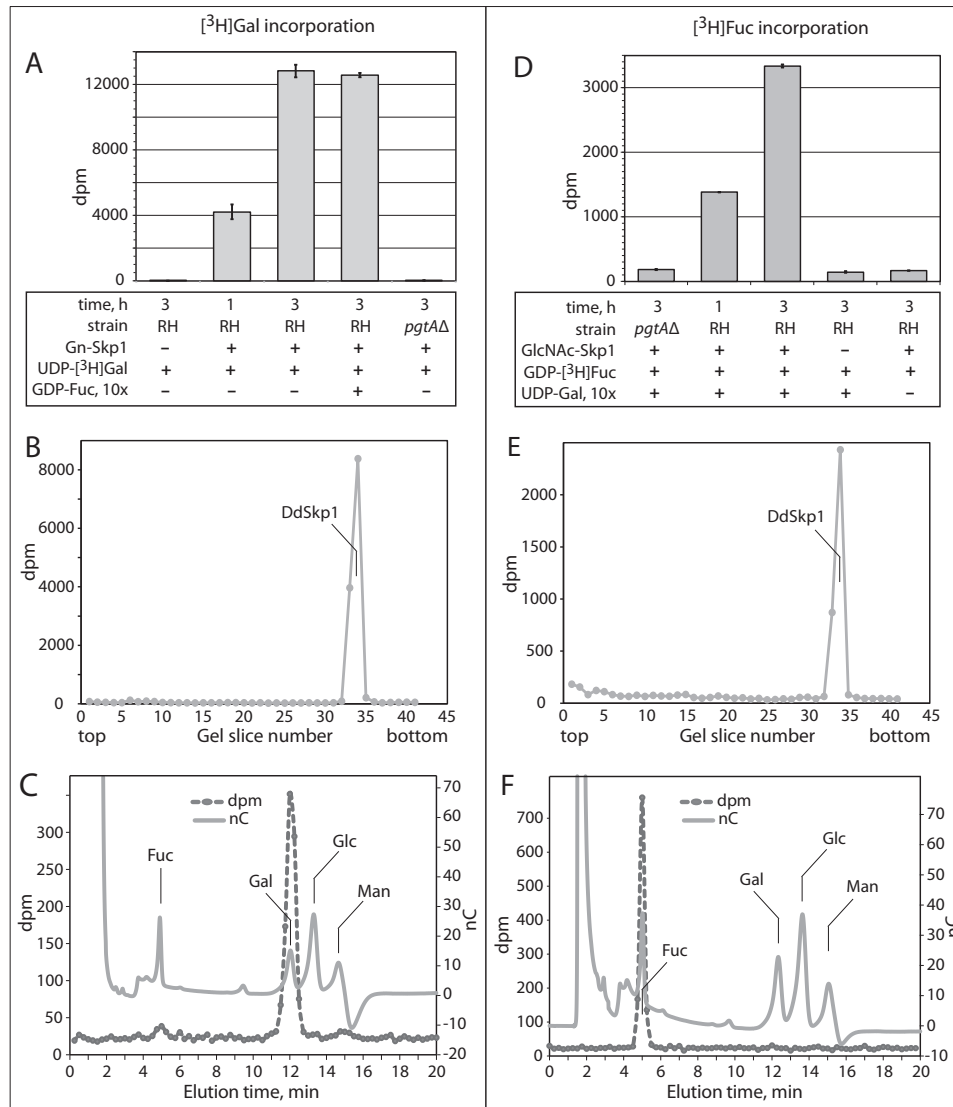 [³H]Gal incorporation
A
12000
8000
4000
0
dpm
time, h 3 1 3 3 3
strain RH RH RH RH pgtAΔ
Gn-Skp1 – + + + +
UDP-[³H]Gal + + + + +
GDP-Fuc, 10x – – – + –
B
8000
6000
4000
2000
0
dpm
DdSkp1
0 5 10 15 20 25 30 35 40 45
top Gel slice number bottom
C
350
300
250
200
150
100
50
0
dpm
dpm
nC
Fuc
Gal
Glc
Man
70
60
50
40
30
20
10
0
-10
-20
nC
0 2 4 6 8 10 12 14 16 18 20
Elution time, min
[³H]Fuc incorporation
D
3000
2000
1000
0
dpm
time, h 3 1 3 3 3
strain pgtAΔ RH RH RH RH
GlcNAc-Skp1 + + + – +
GDP-[³H]Fuc + + + + +
UDP-Gal, 10x + + + + –
E
2500
2000
1500
1000
500
0
dpm
DdSkp1
0 5 10 15 20 25 30 35 40 45
top Gel slice number bottom
F
700
600
500
400
300
200
100
0
dpm
dpm
nC
Fuc
Gal
Glc
Man
70
60
50
40
30
20
10
0
-10
nC
0 2 4 6 8 10 12 14 16 18 20
Elution time, min